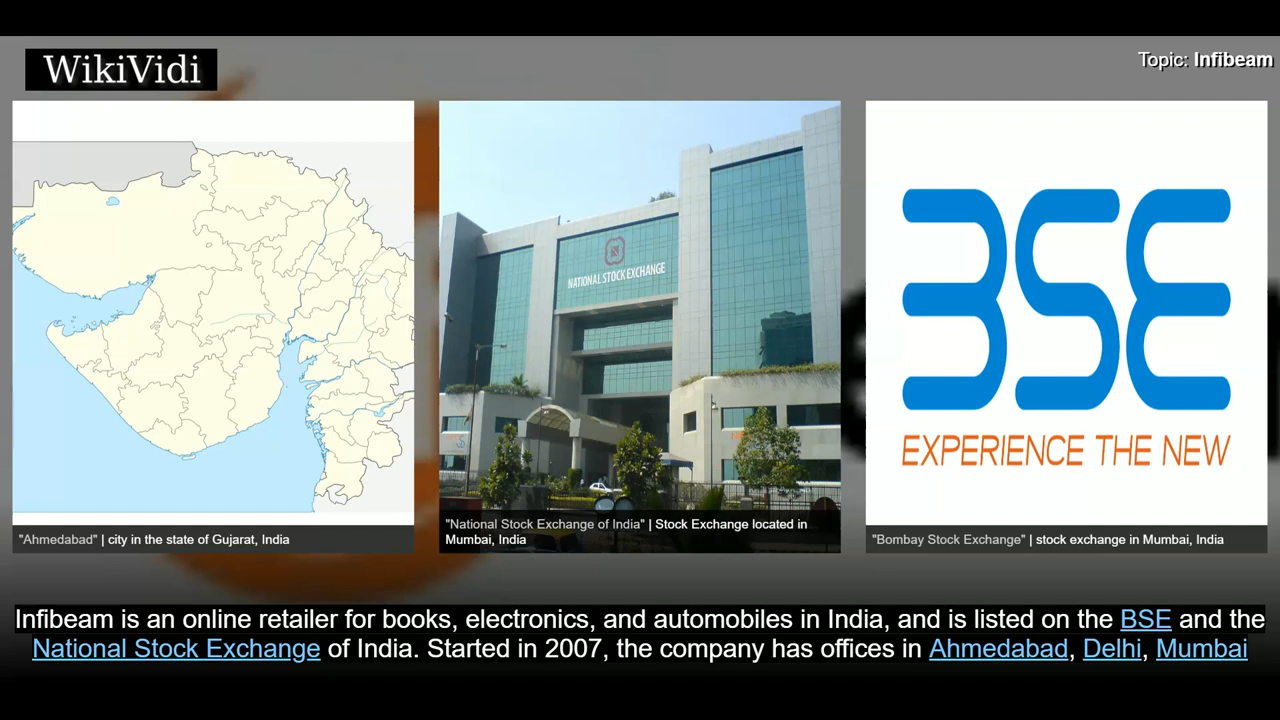 WikiVidi
Topic: Infibeam
NATIONAL STOCK EXCHANGE
BSE
EXPERIENCE THE NEW
"Ahmedabad" | city in the state of Gujarat, India
"National Stock Exchange of India" | Stock Exchange located in
Mumbai, India
"Bombay Stock Exchange" | stock exchange in Mumbai, India
Infibeam is an online retailer for books, electronics, and automobiles in India, and is listed on the BSE and the
National Stock Exchange of India. Started in 2007, the company has offices in Ahmedabad, Delhi, Mumbai